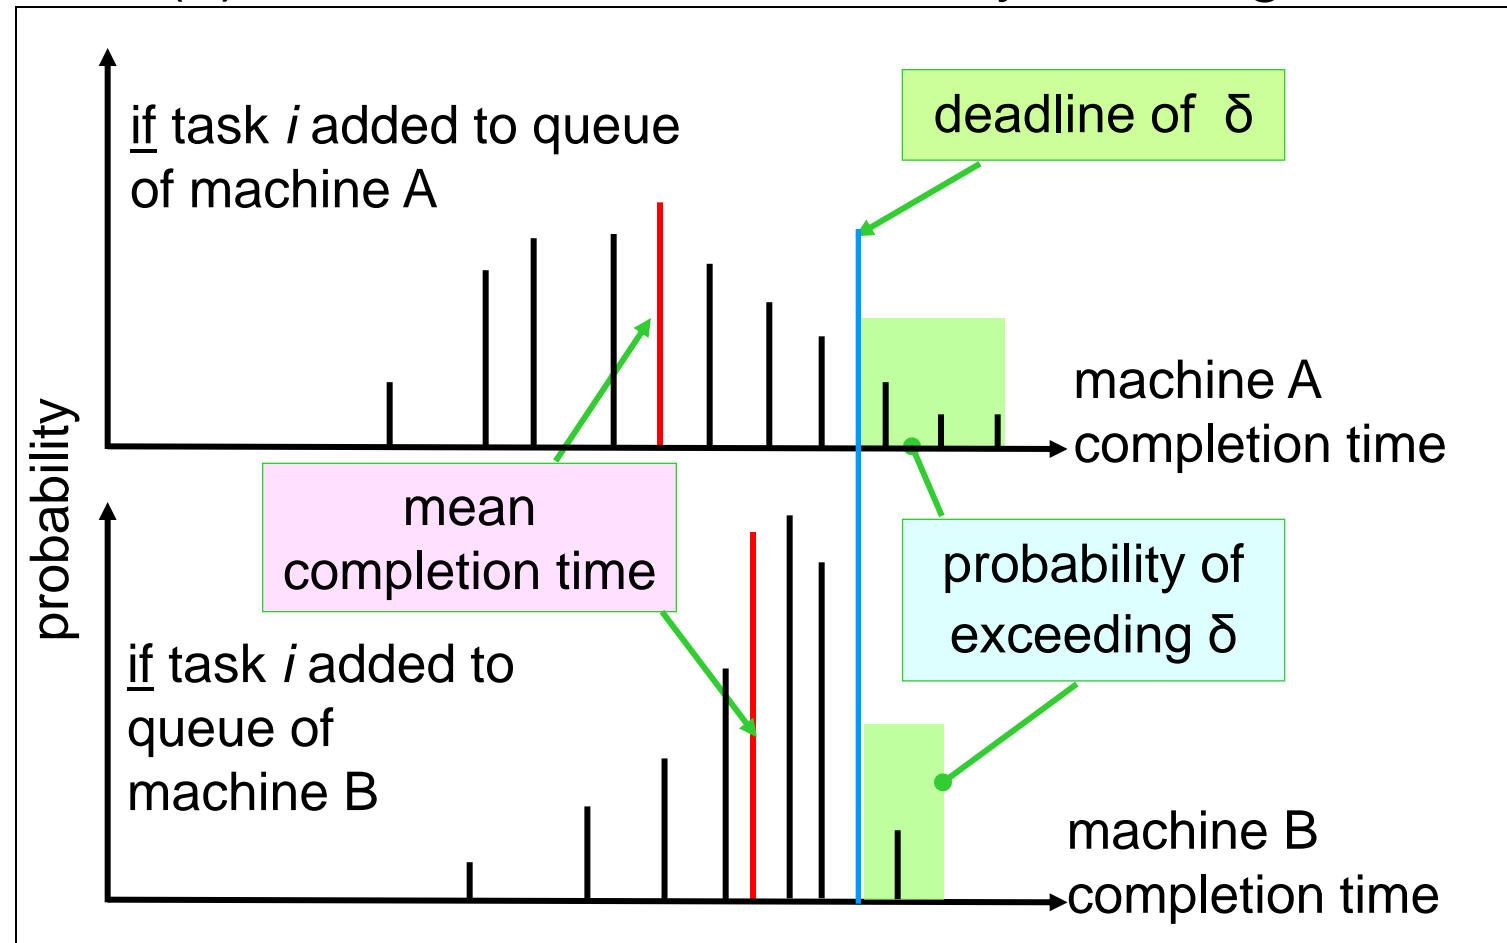 if task i added to queue
of machine A
deadline of δ
machine A
completion time
probability
mean
completion time
probability of
exceeding δ
if task i added to
queue of
machine B
machine B
completion time